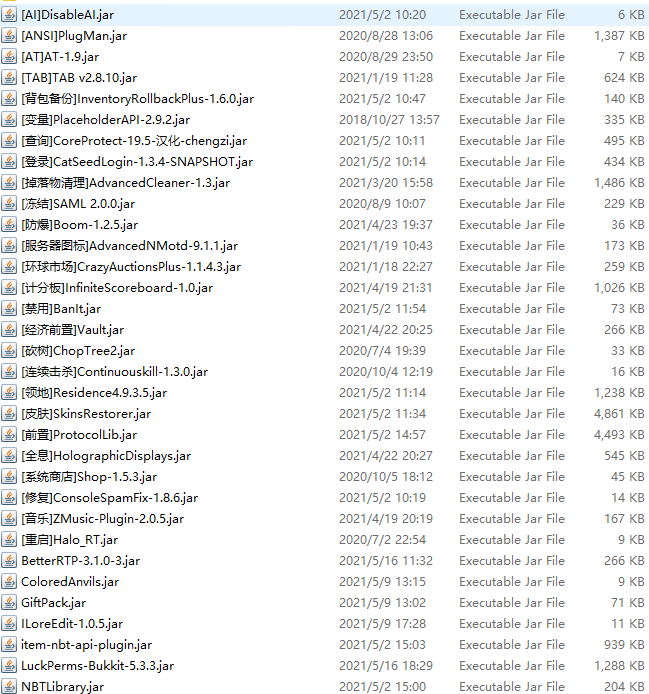 [AI]DisableAI.jar 2021/5/2 10:20 Executable Jar File 6 KB
[ANSI]PlugMan.jar 2020/8/28 13:06 Executable Jar File 1,387 KB
[AT]AT-1.9.jar 2020/8/29 23:50 Executable Jar File 7 KB
[TAB]TAB v2.8.10.jar 2021/1/19 11:28 Executable Jar File 624 KB
[背包备份]InventoryRollbackPlus-1.6.0.jar 2021/5/2 10:47 Executable Jar File 140 KB
[变量]PlaceholderAPI-2.9.2.jar 2018/10/27 13:57 Executable Jar File 335 KB
[查询]CoreProtect-19.5-汉化-chengzi.jar 2021/5/2 10:11 Executable Jar File 495 KB
[登录]CatSeedLogin-1.3.4-SNAPSHOT.jar 2021/5/2 10:14 Executable Jar File 434 KB
[掉落物清理]AdvancedCleaner-1.3.jar 2021/3/20 15:58 Executable Jar File 1,486 KB
[冻结]SAML 2.0.0.jar 2020/8/9 10:07 Executable Jar File 229 KB
[防爆]Boom-1.2.5.jar 2021/4/23 19:37 Executable Jar File 36 KB
[服务器图标]AdvancedNMotd-9.1.1.jar 2021/1/19 10:43 Executable Jar File 173 KB
[环球市场]CrazyAuctionsPlus-1.1.4.3.jar 2021/1/18 22:27 Executable Jar File 259 KB
[计分板]InfiniteScoreboard-1.0.jar 2021/4/19 21:31 Executable Jar File 1,026 KB
[禁用]BanIt.jar 2021/5/2 11:54 Executable Jar File 73 KB
[经济前置]Vault.jar 2021/4/22 20:25 Executable Jar File 266 KB
[砍树]ChopTree2.jar 2020/7/4 19:39 Executable Jar File 33 KB
[连续击杀]Continuouskill-1.3.0.jar 2020/10/4 12:19 Executable Jar File 16 KB
[领地]Residence4.9.3.5.jar 2021/5/2 11:14 Executable Jar File 1,238 KB
[皮肤]SkinsRestorer.jar 2021/5/2 11:34 Executable Jar File 4,861 KB
[前置]ProtocolLib.jar 2021/5/2 14:57 Executable Jar File 4,493 KB
[全息]HolographicDisplays.jar 2021/4/22 20:27 Executable Jar File 545 KB
[系统商店]Shop-1.5.3.jar 2020/10/5 18:12 Executable Jar File 45 KB
[修复]ConsoleSpamFix-1.8.6.jar 2021/5/2 10:19 Executable Jar File 14 KB
[音乐]ZMusic-Plugin-2.0.5.jar 2021/4/19 20:19 Executable Jar File 167 KB
[重启]Halo_RT.jar 2020/7/2 22:54 Executable Jar File 9 KB
BetterRTP-3.1.0-3.jar 2021/5/16 11:32 Executable Jar File 266 KB
ColoredAnvils.jar 2021/5/9 13:15 Executable Jar File 9 KB
GiftPack.jar 2021/5/9 13:02 Executable Jar File 71 KB
ILoreEdit-1.0.5.jar 2021/5/9 17:28 Executable Jar File 11 KB
item-nbt-api-plugin.jar 2021/5/2 15:03 Executable Jar File 939 KB
LuckPerms-Bukkit-5.3.3.jar 2021/5/16 18:29 Executable Jar File 1,288 KB
NBTLibrary.jar 2021/5/2 15:00 Executable Jar File 204 KB